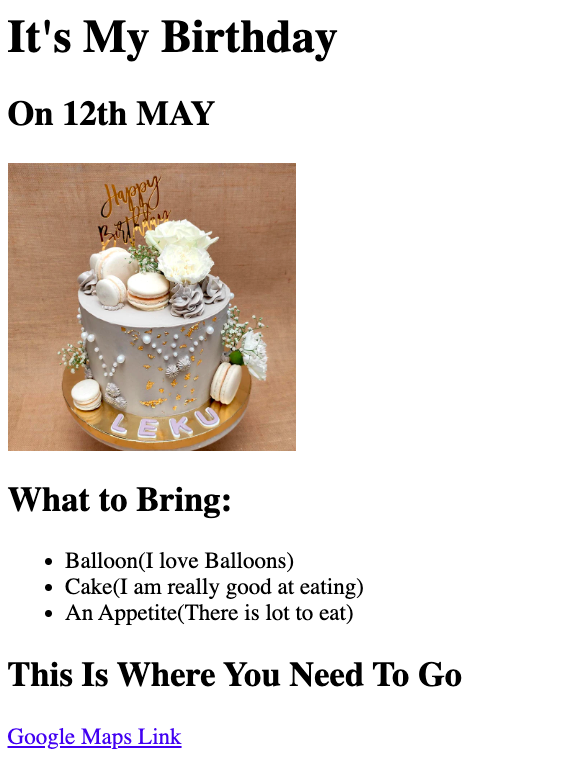 It's My Birthday
On 12th MAY
Happy
Birthday
LEKU
What to Bring:
Balloon(I love Balloons)
Cake(I am really good at eating)
An Appetite(There is lot to eat)
This Is Where You Need To Go
Google Maps Link